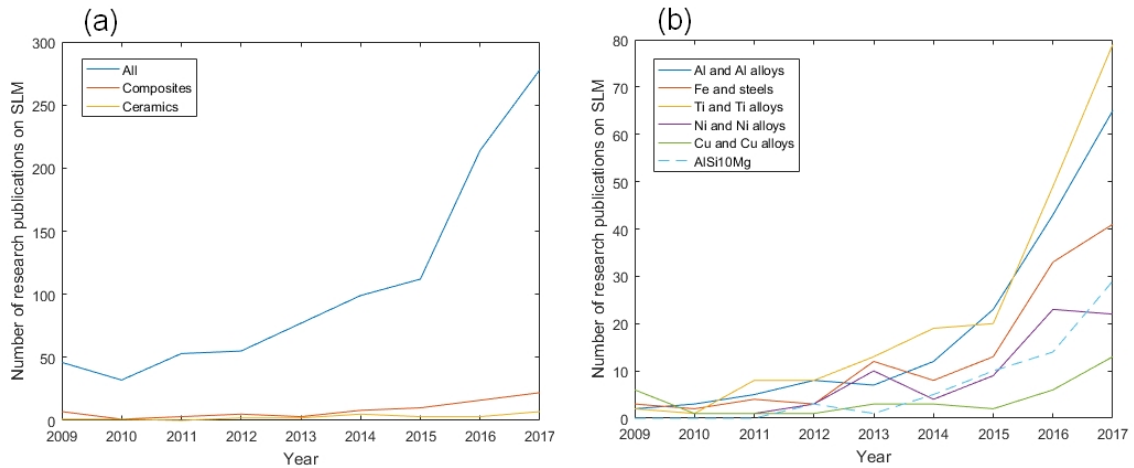 (a)
Number of research publications on SLM
300
250
200
150
100
50
0
All
Composites
Ceramics
2009 2010 2011 2012 2013 2014 2015 2016 2017
Year
(b)
Number of research publications on SLM
80
70
60
50
40
30
20
10
0
Al and Al alloys
Fe and steels
Ti and Ti alloys
Ni and Ni alloys
Cu and Cu alloys
AlSi10Mg
2009 2010 2011 2012 2013 2014 2015 2016 2017
Year